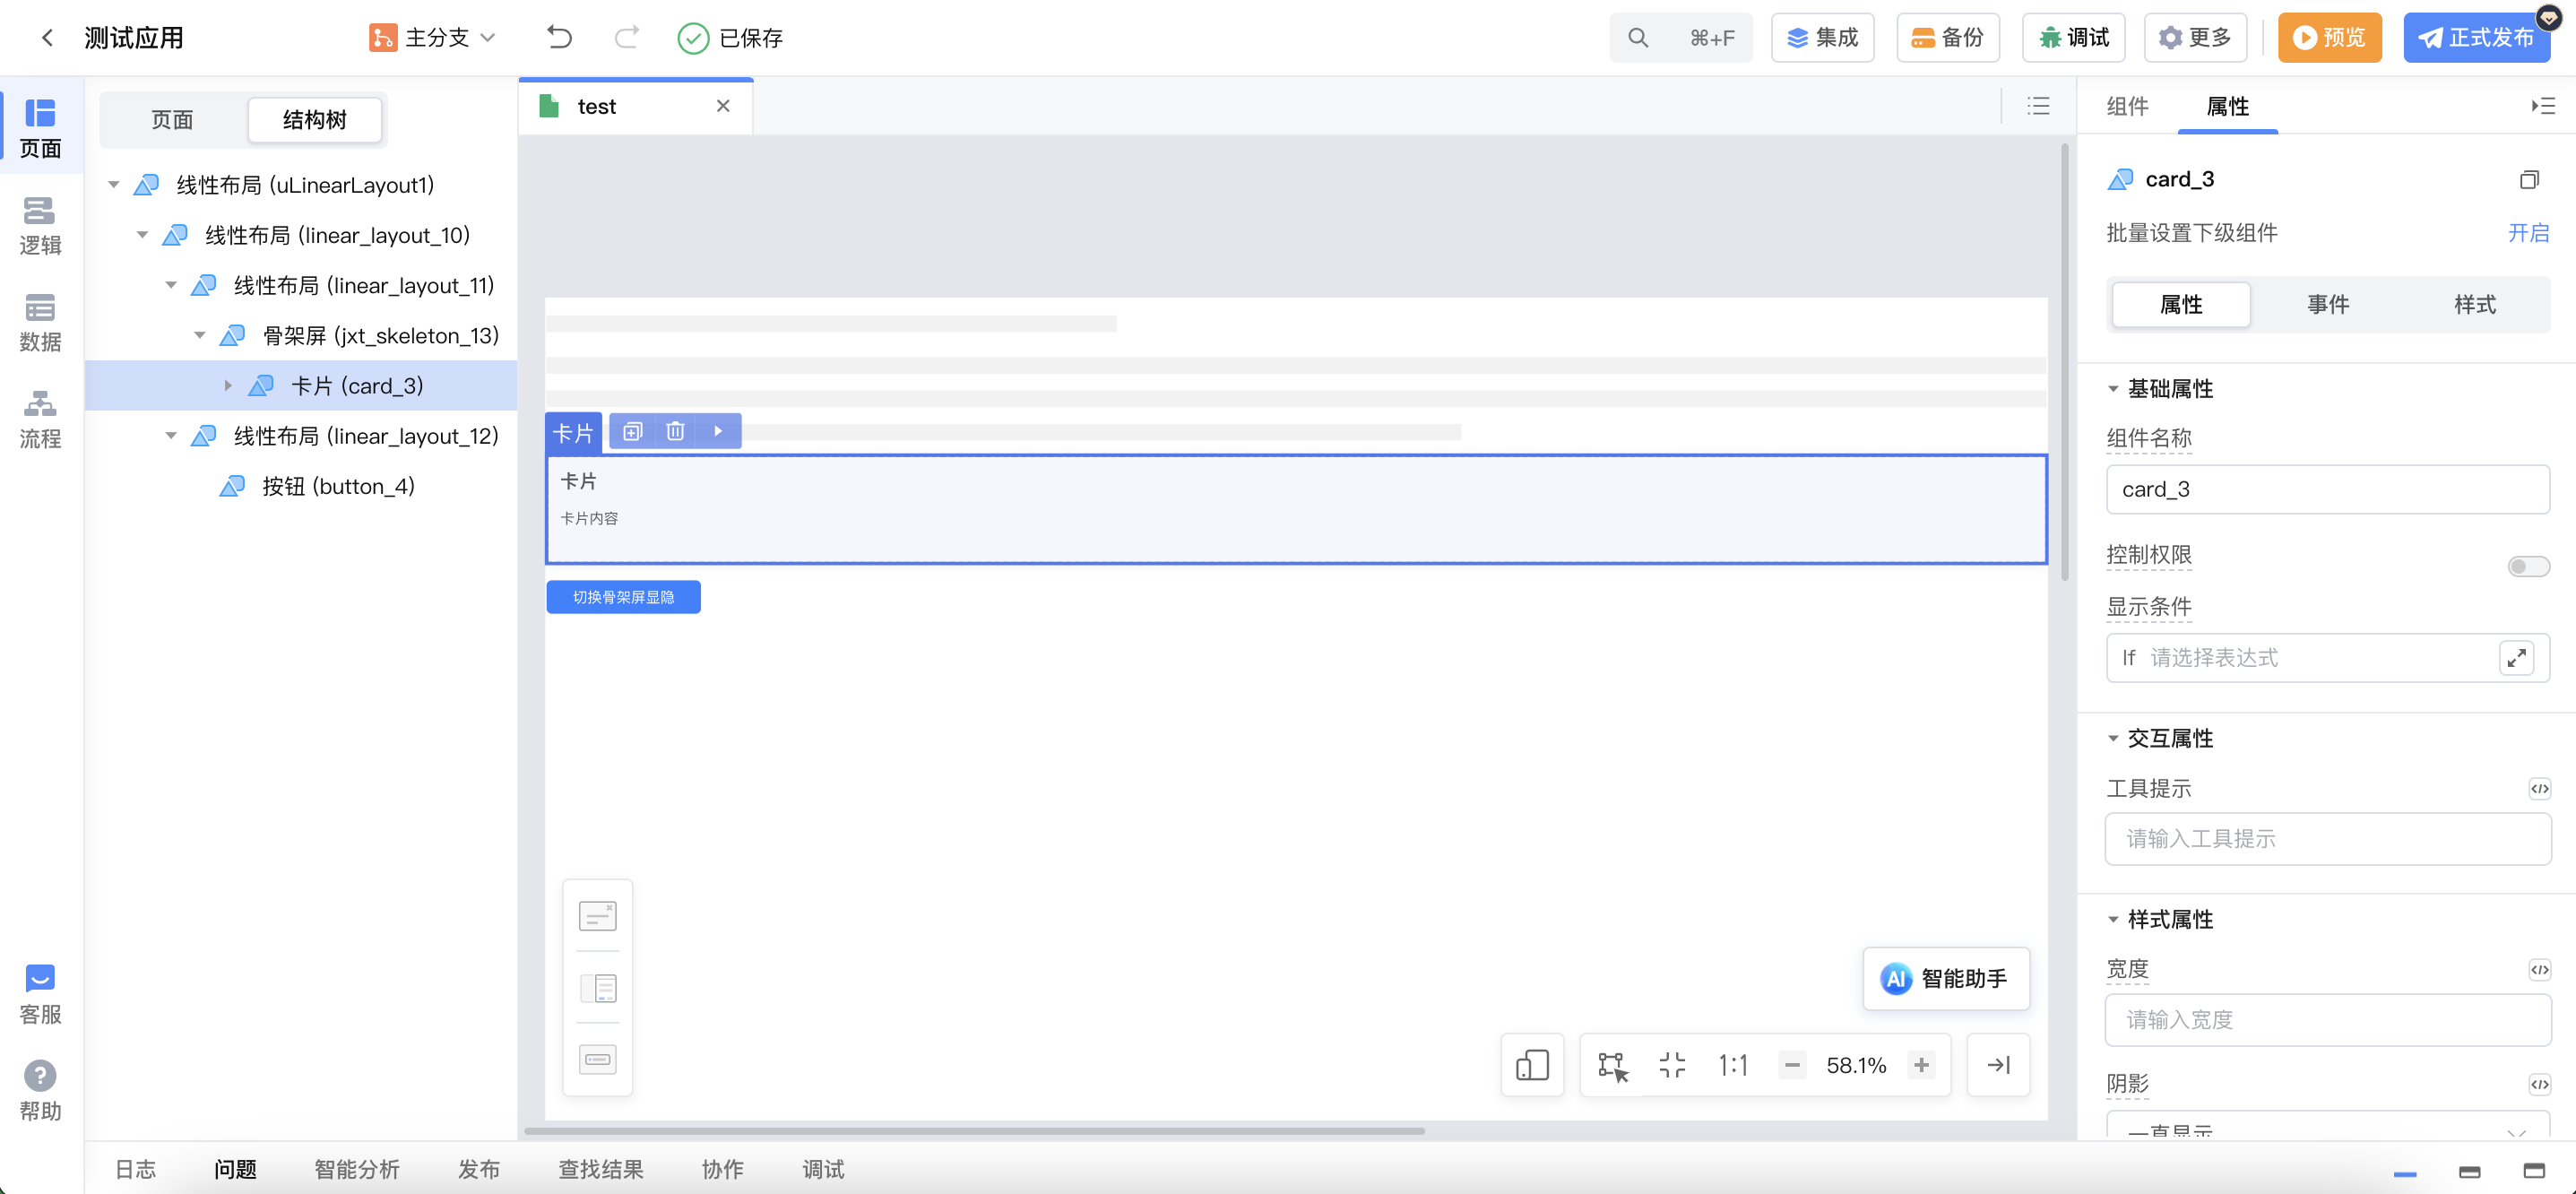 测试应用
主分支
已保存
⌘+F
集成
备份
调试
更多
预览
正式发布
页面
逻辑
数据
流程
客服
帮助
页面
结构树
线性布局 (uLinearLayout1)
线性布局 (linear_layout_10)
线性布局 (linear_layout_11)
骨架屏 (jxt_skeleton_13)
卡片 (card_3)
线性布局 (linear_layout_12)
按钮 (button_4)
test
卡片
卡片
卡片内容
切换骨架屏显隐
AI 智能助手
1:1
58.1%
组件
属性
card_3
批量设置下级组件
开启
属性
事件
样式
基础属性
组件名称
card_3
控制权限
显示条件
If 请选择表达式
交互属性
工具提示
请输入工具提示
样式属性
宽度
请输入宽度
阴影
一直显示
日志
问题
智能分析
发布
查找结果
协作
调试